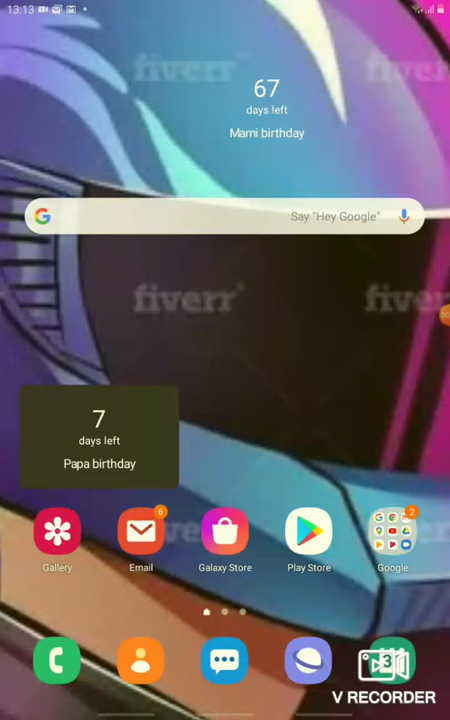 13:13
fiverr
fiverr
67
days left
Mami birthday
Say "Hey Google"
fiverr
fiverr
00
7
days left
Papa birthday
6
2
Gallery
Email
Galaxy Store
Play Store
Google
3
V RECORDER